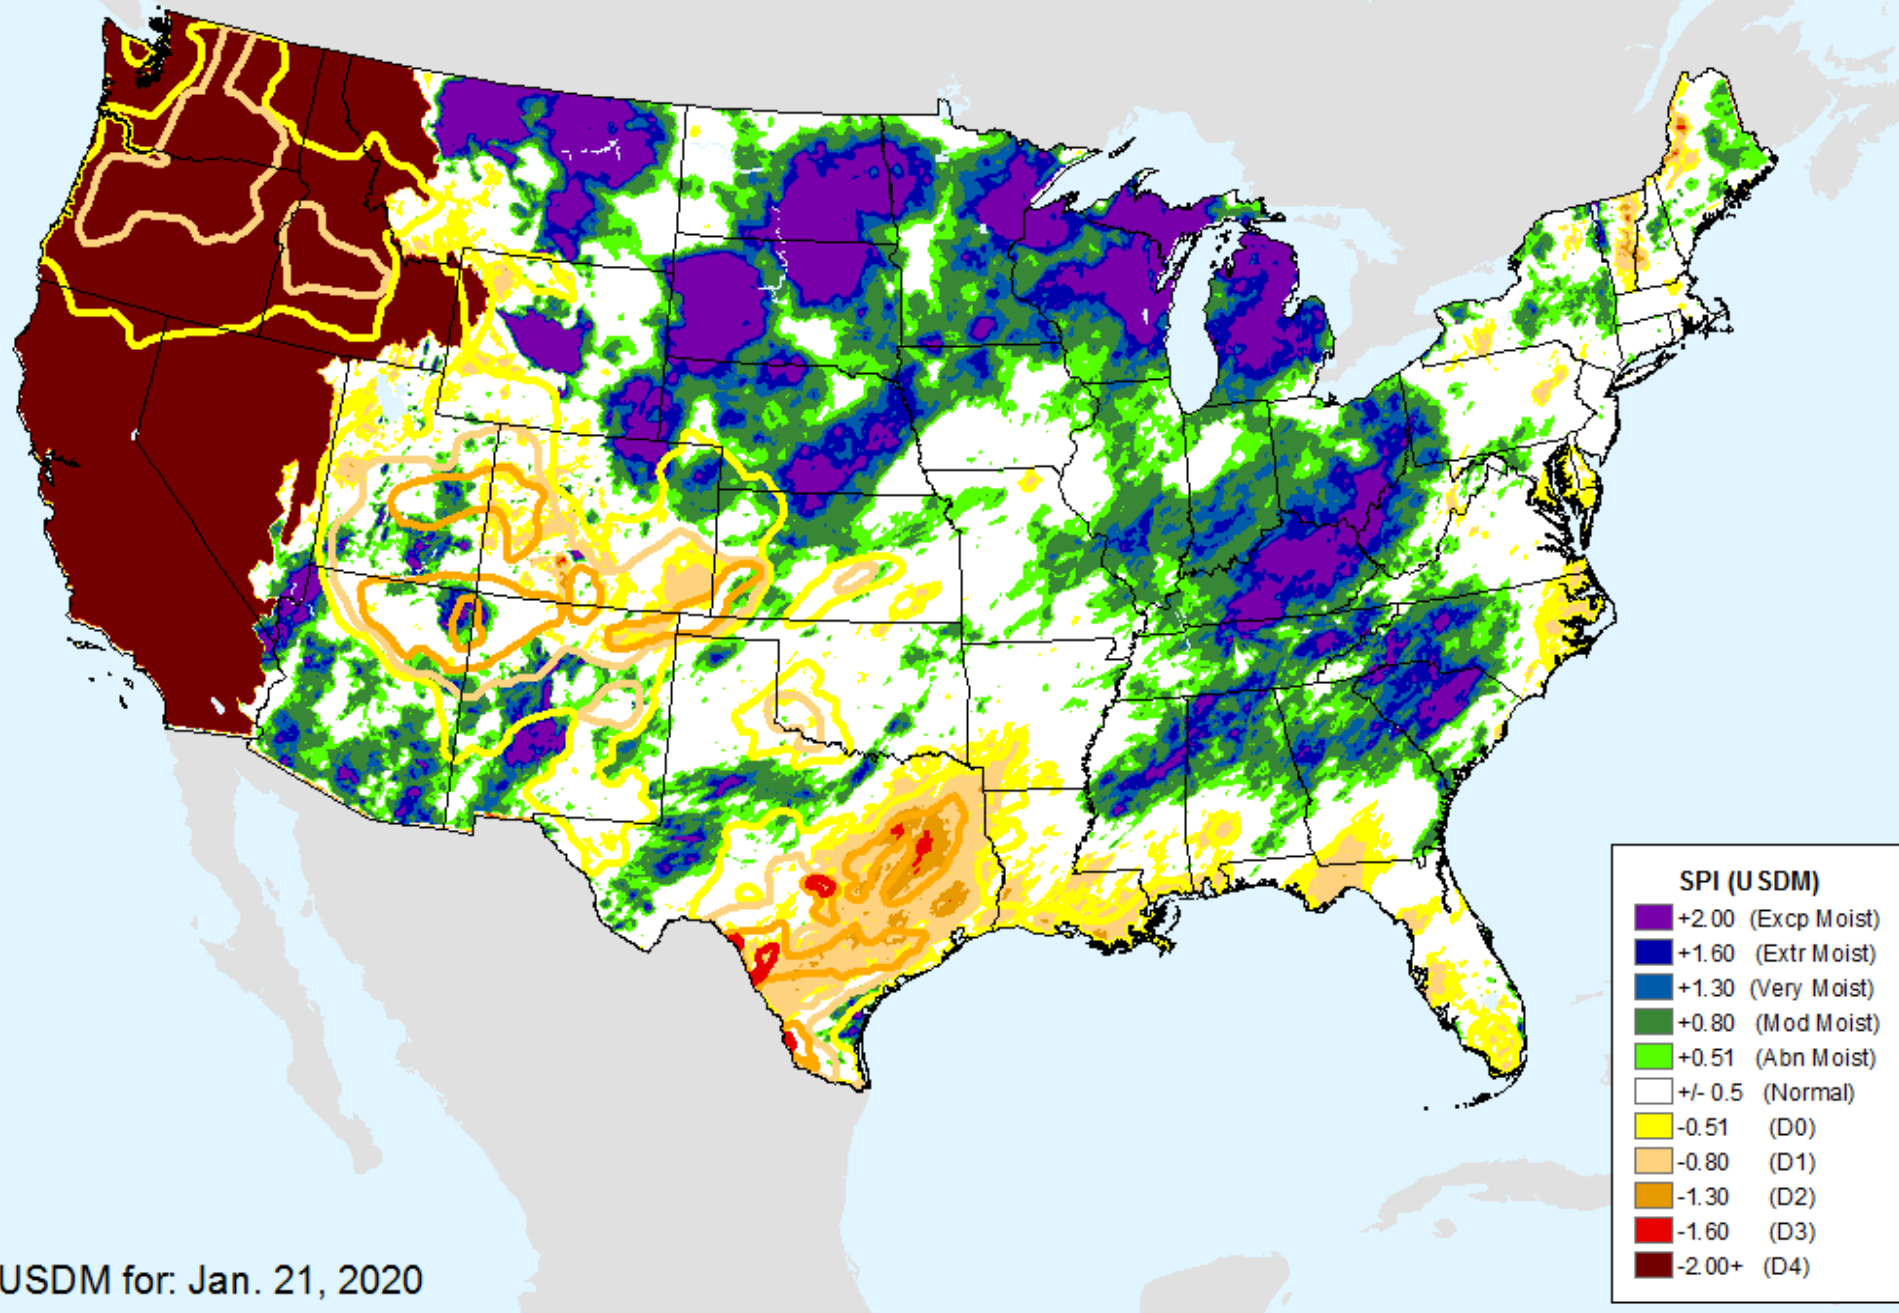 SPI (USDM)
+2.00 (Excp Moist)
+1.60 (Extr Moist)
+1.30 (Very Moist)
+0.80 (Mod Moist)
+0.51 (Abn Moist)
+/- 0.5 (Normal)
-0.51 (D0)
-0.80 (D1)
-1.30 (D2)
-1.60 (D3)
-2.00+ (D4)
USDM for: Jan. 21, 2020